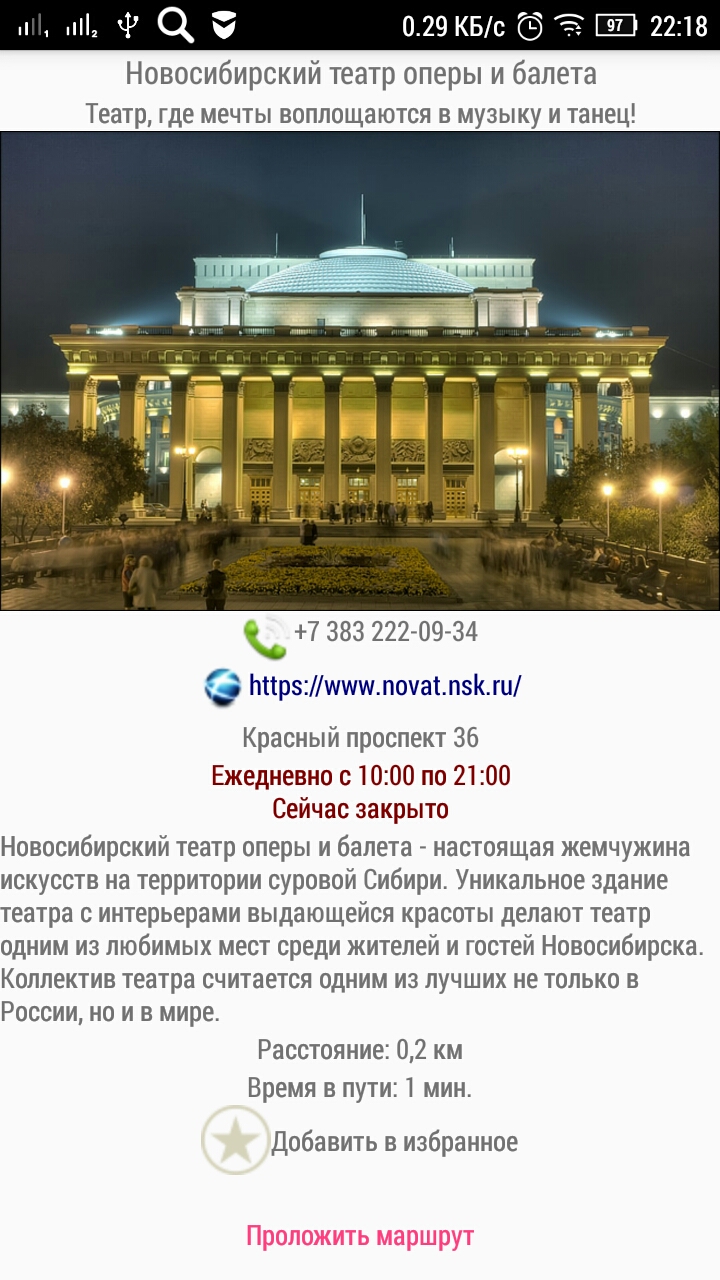 0.29 КБ/с 97 22:18
Новосибирский театр оперы и балета
Театр, где мечты воплощаются в музыку и танец!
+7 383 222-09-34
https://www.novat.nsk.ru/
Красный проспект 36
Ежедневно с 10:00 по 21:00
Сейчас закрыто
Новосибирский театр оперы и балета - настоящая жемчужина
искусств на территории суровой Сибири. Уникальное здание
театра с интерьерами выдающейся красоты делают театр
одним из любимых мест среди жителей и гостей Новосибирска.
Коллектив театра считается одним из лучших не только в
России, но и в мире.
Расстояние: 0,2 км
Время в пути: 1 мин.
Добавить в избранное
Проложить маршрут